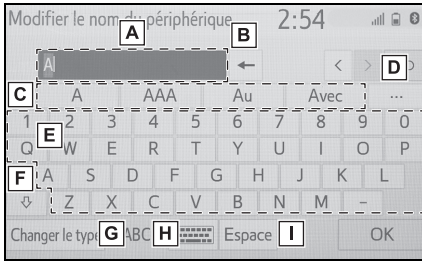 Modifier le nom du périphérique 2:54
A B
A ← < > D
C A AAA Au Avec ...
1 2 3 4 5 6 7 8 9 0
E
Q W E R T Y U I O P
F A S D F G H J K L
Z X C V B N M -
Changer le type G ABC H Espace I OK